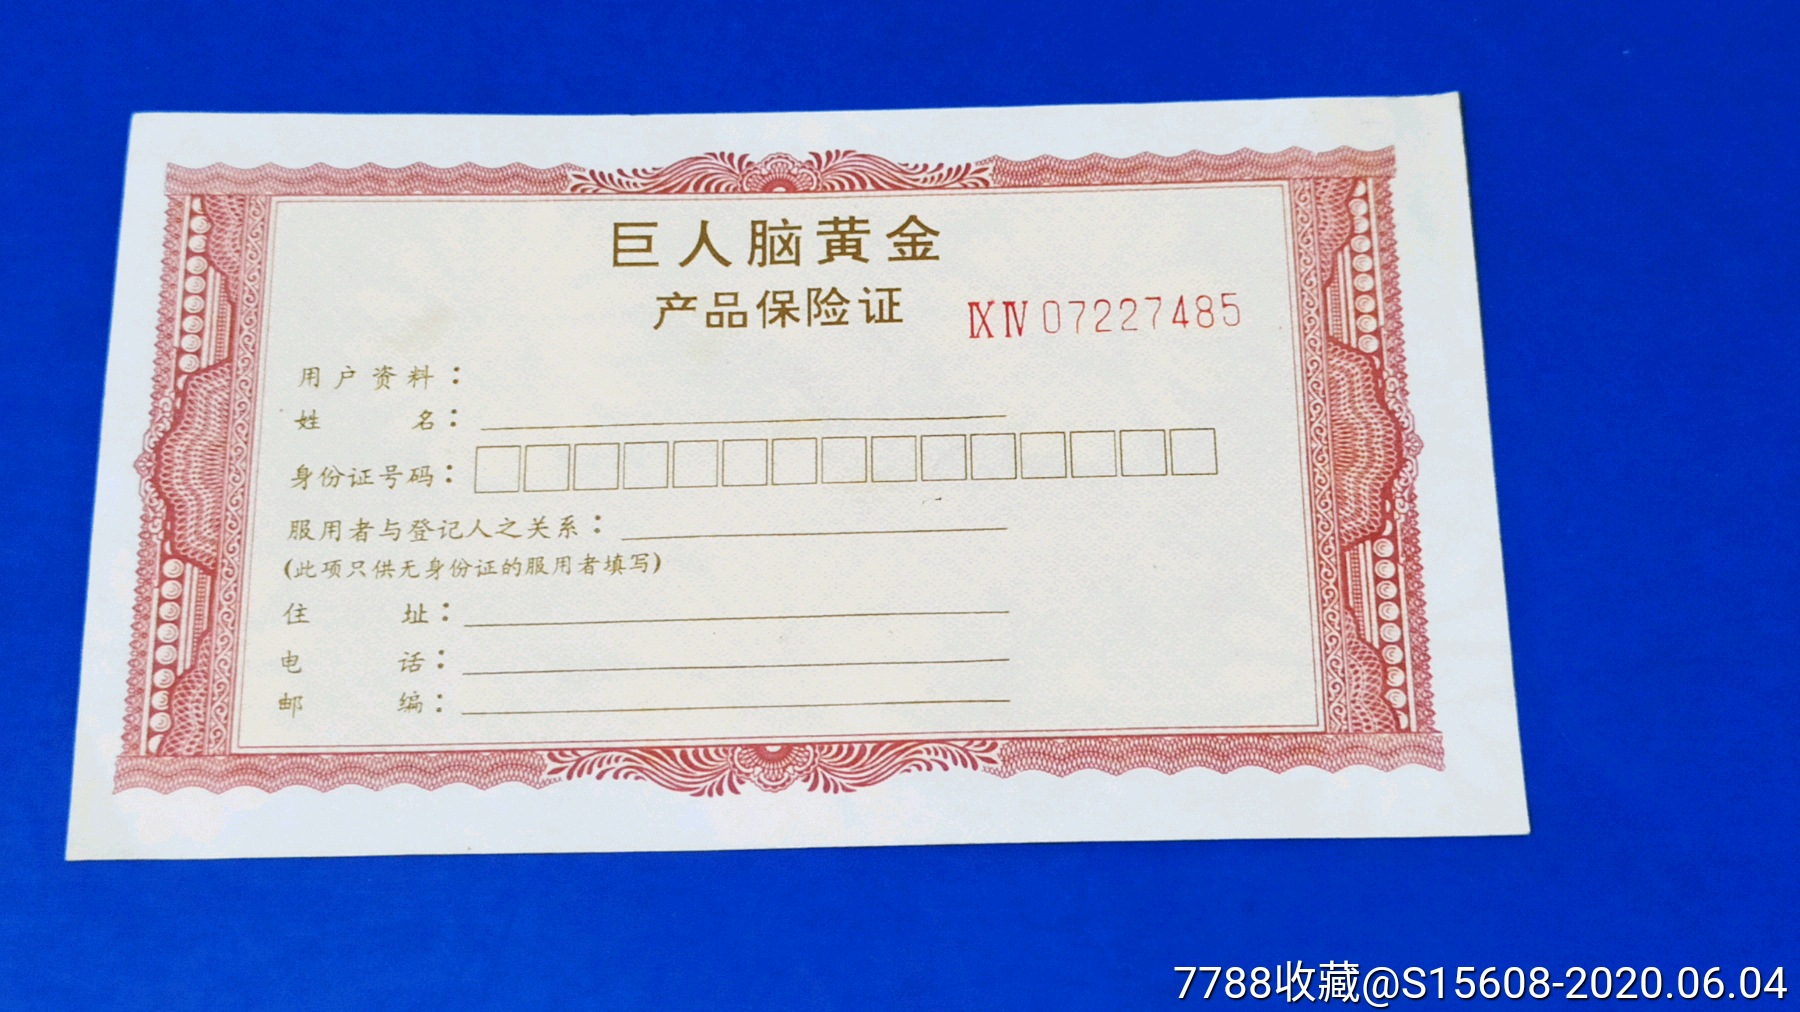 巨人脑黄金
产品保险证 ⅨⅣ07227485
用户资料：
姓 名：
身份证号码：
服用者与登记人之关系：
(此项只供无身份证的服用者填写)
住 址：
电 话：
邮 编：
7788收藏@S15608-2020.06.04